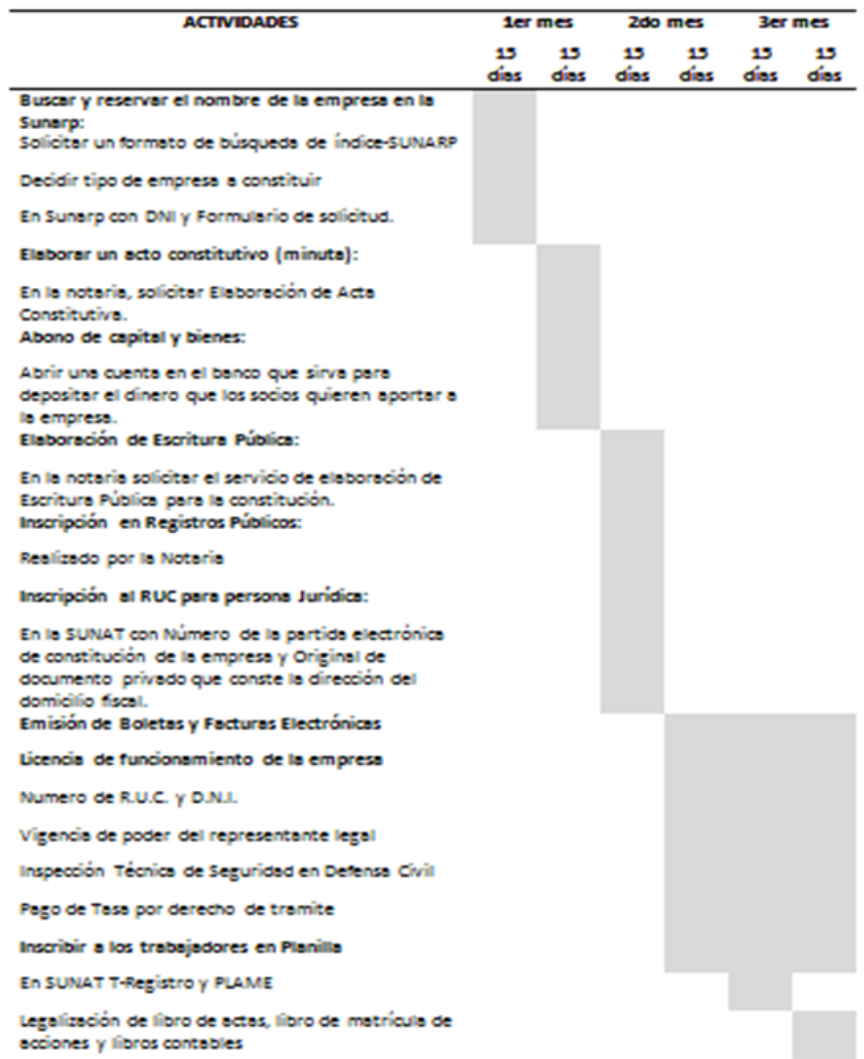 ACTIVIDADES 1er mes 2do mes 3er mes
15 15 15 15 15 15
días días días días días días
Buscar y reservar el nombre de la empresa en la
Sunarp:
Solicitar un formato de búsqueda de índice-SUNARP
Decidir tipo de empresa a constituir
En Sunarp con DNI y Formulario de solicitud.
Elaborar un acto constitutivo (minuta):
En la notaria, solicitar Elaboración de Acta
Constitutiva.
Abono de capital y bienes:
Abrir una cuenta en el banco que sirva para
depositar el dinero que los socios quieren aportar a
la empresa.
Elaboración de Escritura Pública:
En la notaria solicitar el servicio de elaboración de
Escritura Pública para la constitución.
Inscripción en Registros Públicos:
Realizado por la Notaria
Inscripción al RUC para persona Jurídica:
En la SUNAT con Número de la partida electrónica
de constitución de la empresa y Original de
documento privado que conste la dirección del
domicilio fiscal.
Emisión de Boletas y Facturas Electrónicas
Licencia de funcionamiento de la empresa
Numero de R.U.C. y D.N.I.
Vigencia de poder del representante legal
Inspección Técnica de Seguridad en Defensa Civil
Pago de Tasa por derecho de tramite
Inscribir a los trabajadores en Planilla
En SUNAT T-Registro y PLAME
Legalización de libro de actas, libro de matrícula de
acciones y libros contables